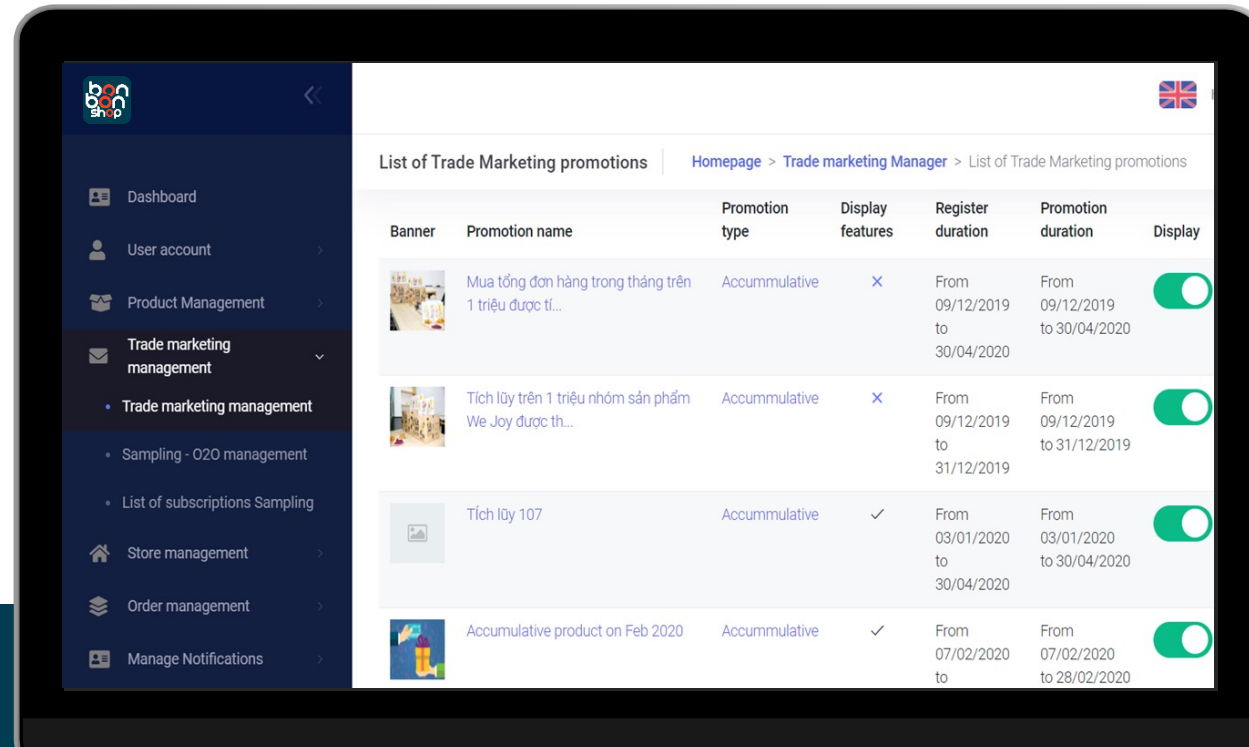 bon
bon
shop
List of Trade Marketing promotions
Homepage > Trade marketing Manager > List of Trade Marketing promotions
Dashboard
User account
Product Management
Trade marketing
management
Trade marketing management
Sampling - O2O management
List of subscriptions Sampling
Store management
Order management
Manage Notifications
Banner
Promotion name
Promotion
type
Display
features
Register
duration
Promotion
duration
Display
Mua tổng đơn hàng trong tháng trên
1 triệu được tí...
Accummulative
From
09/12/2019
to
30/04/2020
From
09/12/2019
to 30/04/2020
Tích lũy trên 1 triệu nhóm sản phẩm
We Joy được th...
Accummulative
From
09/12/2019
to
31/12/2019
From
09/12/2019
to 31/12/2019
TÍch lũy 107
Accummulative
From
03/01/2020
to
30/04/2020
From
03/01/2020
to 30/04/2020
Accumulative product on Feb 2020
Accummulative
From
07/02/2020
to
From
07/02/2020
to 28/02/2020